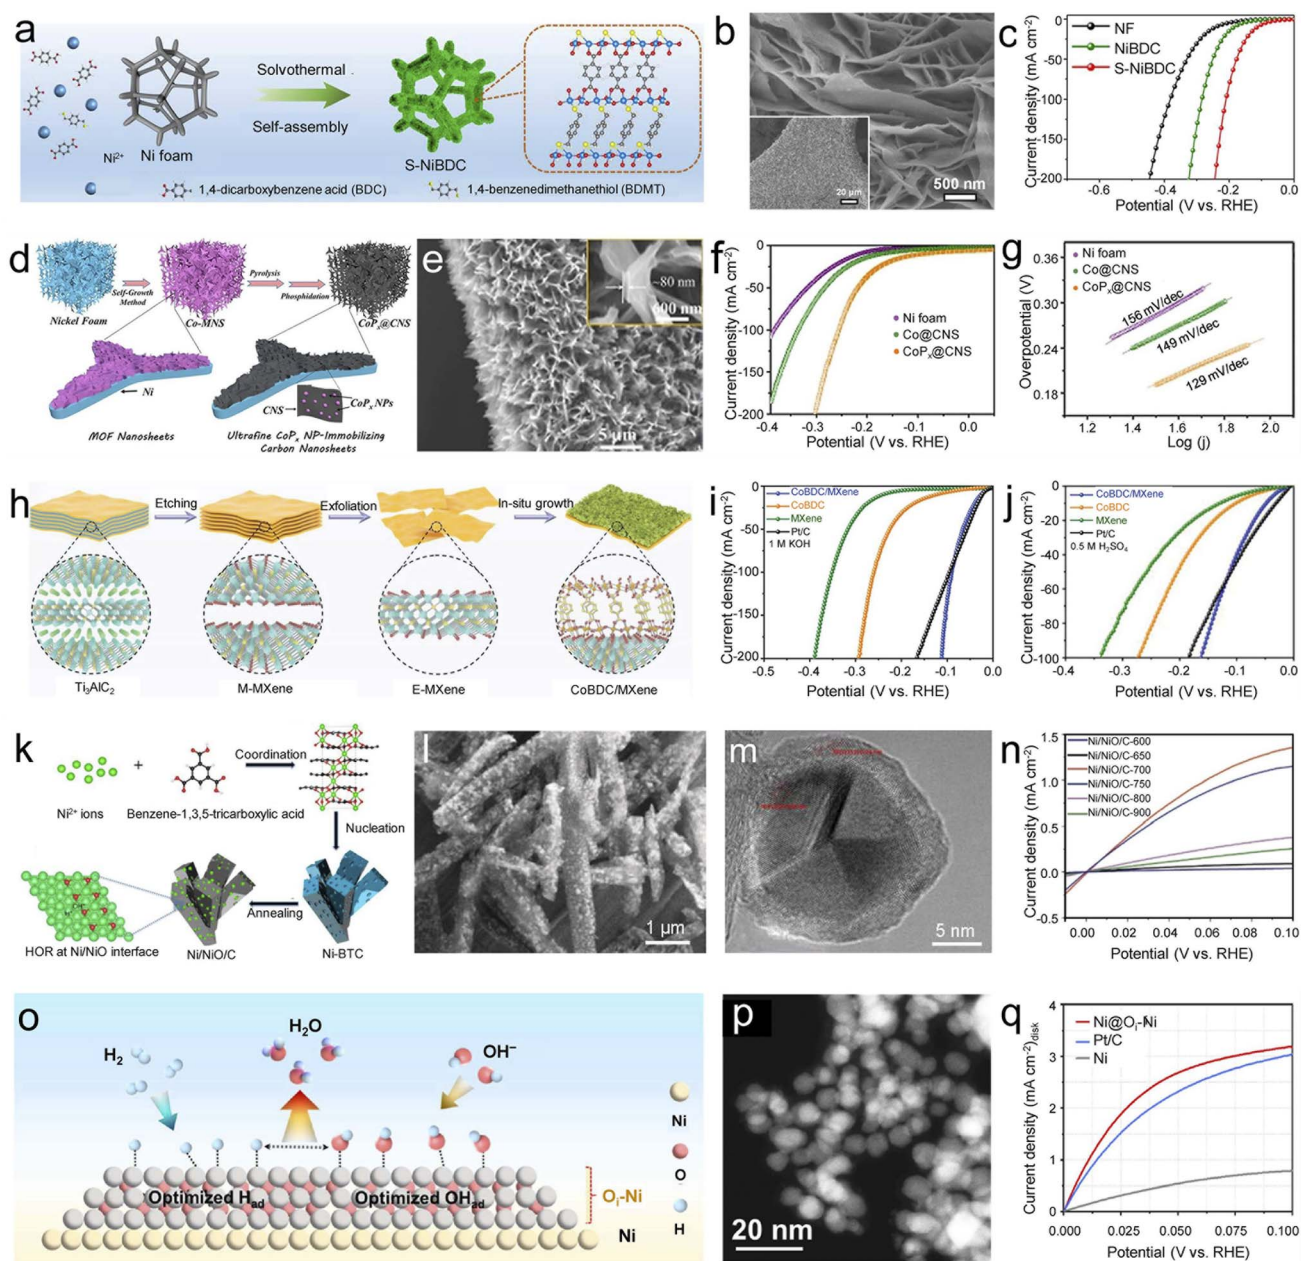 a
Ni²⁺
Ni foam
Solvothermal
Self-assembly
S-NiBDC
1,4-dicarboxybenzene acid (BDC)
1,4-benzenedimethanethiol (BDMT)
b
20 µm
500 nm
c
NF
NiBDC
S-NiBDC
Current density (mA cm⁻²)
0
-50
-100
-150
-200
-0.6
-0.4
-0.2
0.0
Potential (V vs. RHE)
d
Nickel Foam
Self-Growth
Method
Co-MNS
Pyrolysis
Phosphidation
CoPₓ@CNS
Ni
CNS
CoPₓ NPs
MOF Nanosheets
Ultrafine CoPₓ NP-Immobilizing
Carbon Nanosheets
e
~80 nm
600 nm
5 µm
f
Ni foam
Co@CNS
CoPₓ@CNS
Current density (mA cm⁻²)
0
-50
-100
-150
-200
-0.4
-0.3
-0.2
-0.1
0.0
Potential (V vs. RHE)
g
Ni foam
Co@CNS
CoPₓ@CNS
156 mV/dec
149 mV/dec
129 mV/dec
Overpotential (V)
0.36
0.30
0.24
0.18
1.2
1.5
1.8
2.1
Log (j)
h
Etching
Exfoliation
In-situ growth
Ti₃AlC₂
M-MXene
E-MXene
CoBDC/MXene
i
CoBDC/MXene
CoBDC
MXene
Pt/C
1 M KOH
Current density (mA cm⁻²)
0
-50
-100
-150
-200
-0.5
-0.4
-0.3
-0.2
-0.1
0.0
Potential (V vs. RHE)
j
CoBDC/MXene
CoBDC
MXene
Pt/C
0.5 M H₂SO₄
Current density (mA cm⁻²)
0
-20
-40
-60
-80
-100
-0.4
-0.3
-0.2
-0.1
0.0
Potential (V vs. RHE)
k
Ni²⁺ ions
+
Benzene-1,3,5-tricarboxylic acid
Coordination
Nucleation
Annealing
HOR at Ni/NiO interface
Ni/NiO/C
Ni-BTC
l
1 µm
m
5 nm
n
Ni/NiO/C-600
Ni/NiO/C-650
Ni/NiO/C-700
Ni/NiO/C-750
Ni/NiO/C-800
Ni/NiO/C-900
Current density (mA cm⁻²)
1.5
1.0
0.5
0.0
-0.5
0.00
0.02
0.04
0.06
0.08
0.10
Potential (V vs. RHE)
o
H₂
H₂O
OH⁻
Ni
O
H
Optimized Had
Optimized OHad
Oᵢ-Ni
Ni
p
20 nm
q
Ni@Oᵢ-Ni
Pt/C
Ni
Current density (mA cm⁻²)disk
4
3
2
1
0
0.000
0.025
0.050
0.075
0.100
Potential (V vs. RHE)